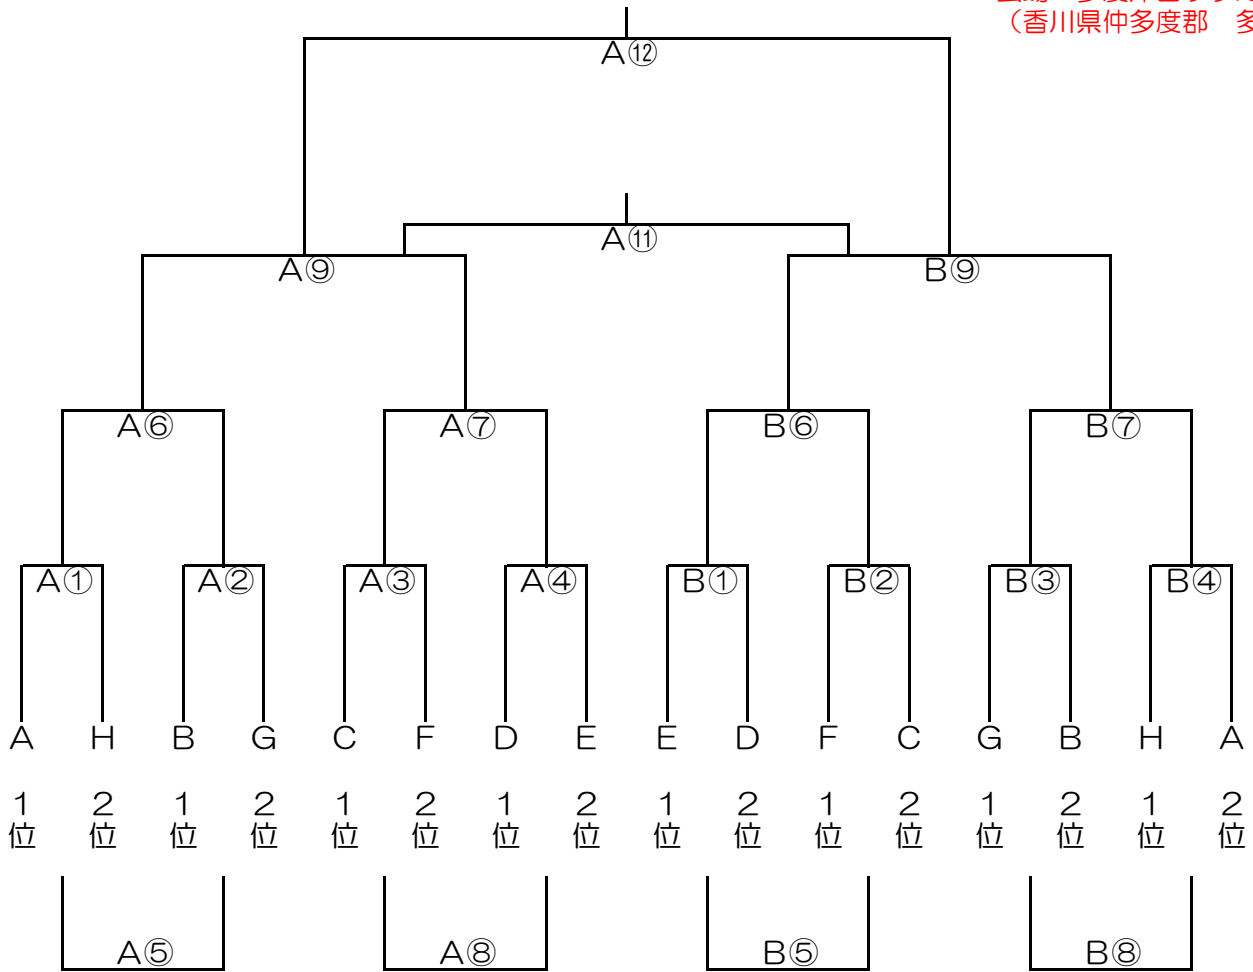 （香川県仲多度郡　多
A⑫
A⑪
A⑨ B⑨
A⑥ A⑦ B⑥ B⑦
A① A② A③ A④ B① B② B③ B④
A H B G C F D E E D F C G B H A
1 2 1 2 1 2 1 2 1 2 1 2 1 2 1 2
位 位 位 位 位 位 位 位 位 位 位 位 位 位 位 位
A⑤ A⑧ B⑤ B⑧